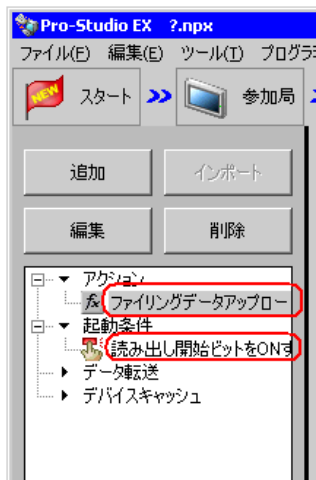 Pro-Studio EX ?.npx
ファイル(F) 編集(E) ツール(T) プログラ
NEW スタート 参加局
追加 インポート
編集 削除
アクション
fx ファイリングデータアップロー
起動条件
読み出し開始ビットをONす
データ転送
デバイスキャッシュ